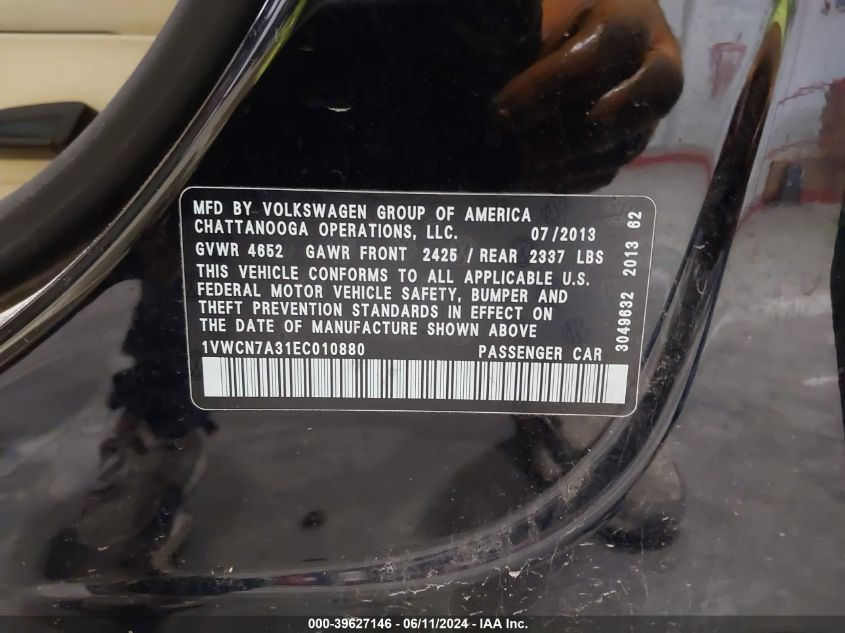 MFD BY VOLKSWAGEN GROUP OF AMERICA
CHATTANOOGA OPERATIONS, LLC. 07/2013
GVWR 4652 GAWR FRONT 2425 / REAR 2337 LBS
THIS VEHICLE CONFORMS TO ALL APPLICABLE U.S.
FEDERAL MOTOR VEHICLE SAFETY, BUMPER AND
THEFT PREVENTION STANDARDS IN EFFECT ON
THE DATE OF MANUFACTURE SHOWN ABOVE
1VWCN7A31EC010880 PASSENGER CAR
3049632 2013 62
000-39627146 - 06/11/2024 - IVWCN...